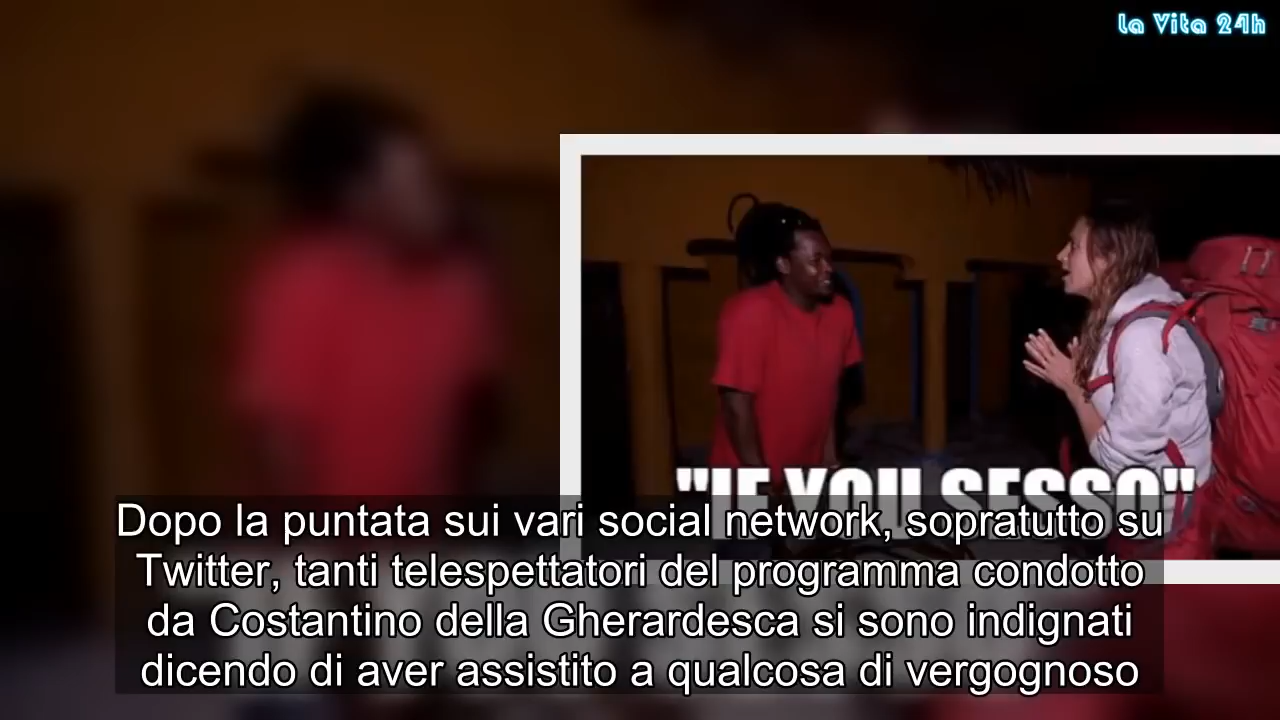 La Vita 24h
"IF YOU SESSO"
Dopo la puntata sui vari social network, sopratutto su
Twitter, tanti telespettatori del programma condotto
da Costantino della Gherardesca si sono indignati
dicendo di aver assistito a qualcosa di vergognoso